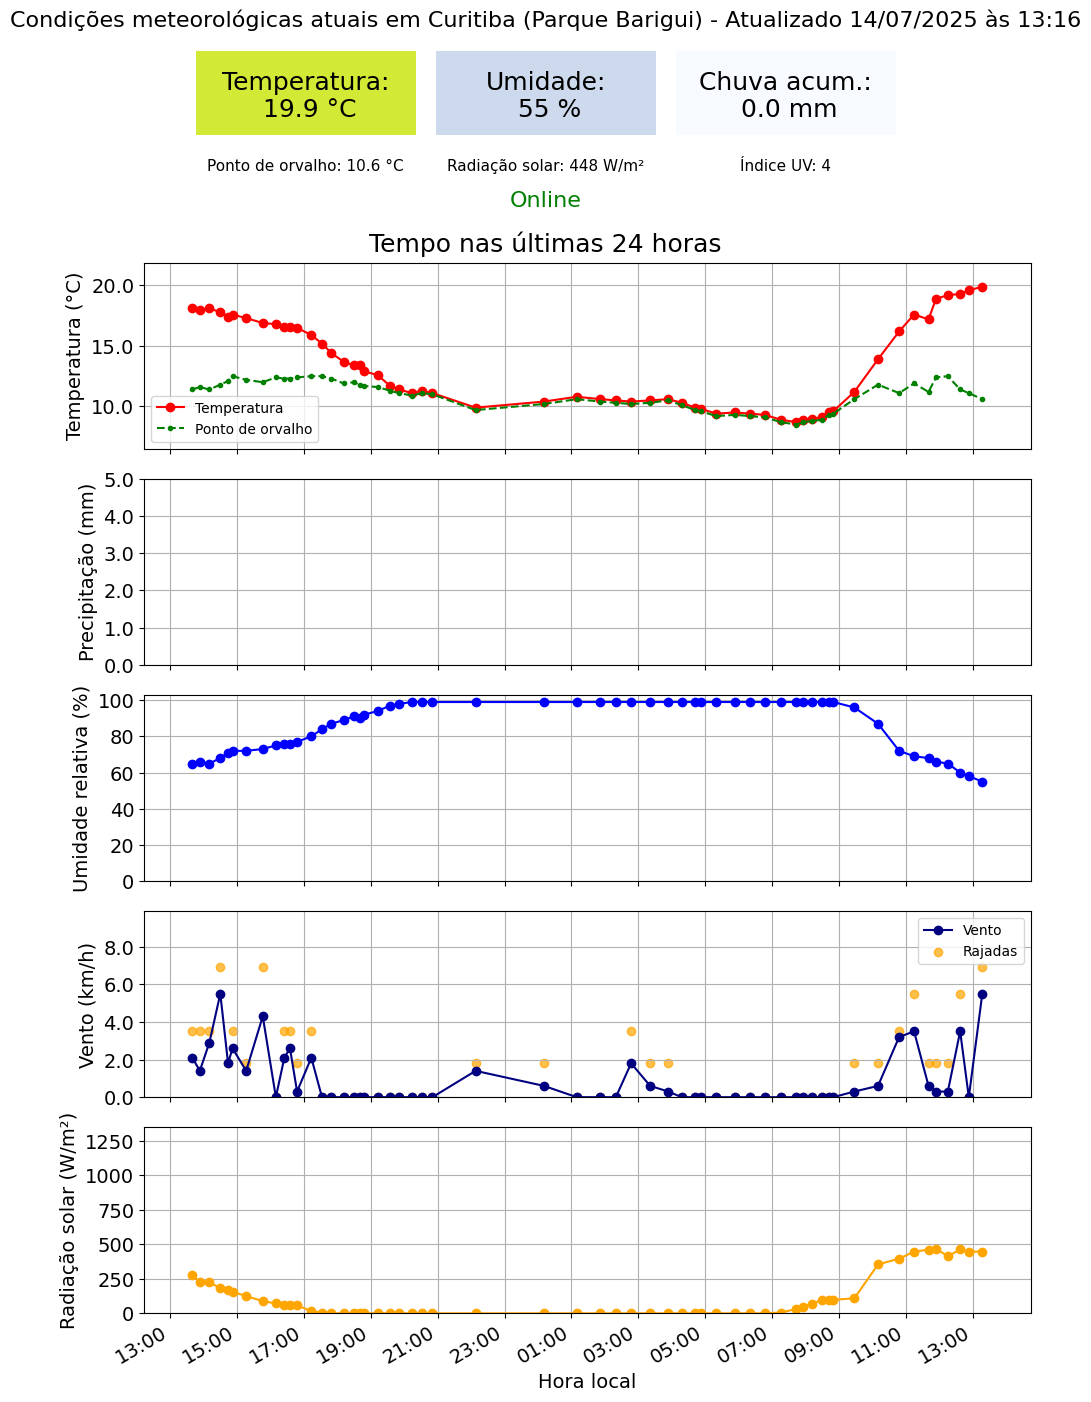 Condições meteorológicas atuais em Curitiba (Parque Barigui) - Atualizado 14/07/2025 às 13:16
Temperatura:
19.9 °C
Umidade:
55 %
Chuva acum.:
0.0 mm
Ponto de orvalho: 10.6 °C
Radiação solar: 448 W/m²
Índice UV: 4
Online
Tempo nas últimas 24 horas
Temperatura (°C)
20.0
15.0
10.0
Temperatura
Ponto de orvalho
Precipitação (mm)
5.0
4.0
3.0
2.0
1.0
0.0
Umidade relativa (%)
100
80
60
40
20
0
Vento (km/h)
8.0
6.0
4.0
2.0
0.0
Vento
Rajadas
Radiação solar (W/m²)
1250
1000
750
500
250
0
13:00
15:00
17:00
19:00
21:00
23:00
01:00
03:00
05:00
07:00
09:00
11:00
13:00
Hora local